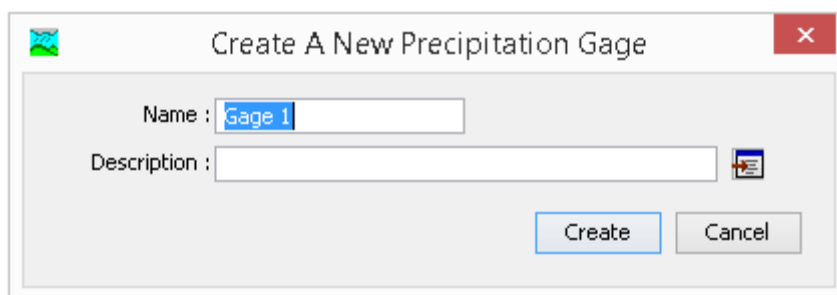 Create A New Precipitation Gage
Name : Gage 1
Description :
Create Cancel